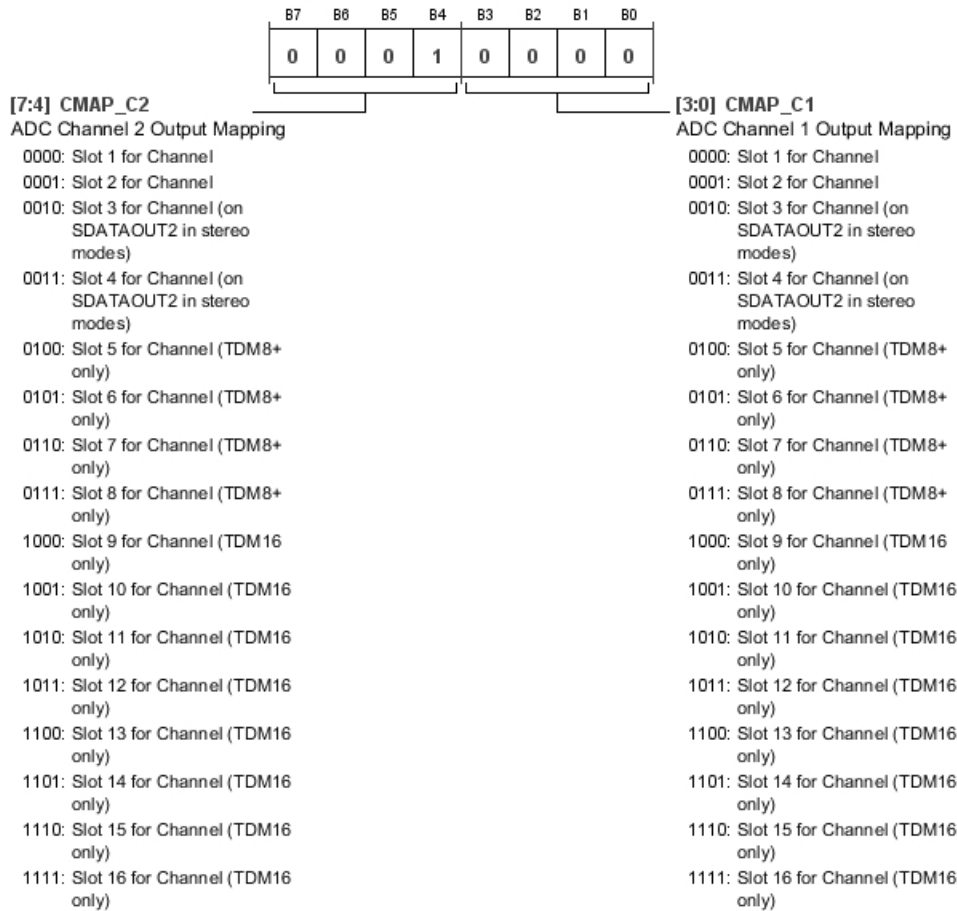 B7 B6 B5 B4 B3 B2 B1 B0
0 0 0 1 0 0 0 0
[7:4] CMAP_C2
ADC Channel 2 Output Mapping
0000: Slot 1 for Channel
0001: Slot 2 for Channel
0010: Slot 3 for Channel (on
SDATAOUT2 in stereo
modes)
0011: Slot 4 for Channel (on
SDATAOUT2 in stereo
modes)
0100: Slot 5 for Channel (TDM8+
only)
0101: Slot 6 for Channel (TDM8+
only)
0110: Slot 7 for Channel (TDM8+
only)
0111: Slot 8 for Channel (TDM8+
only)
1000: Slot 9 for Channel (TDM16
only)
1001: Slot 10 for Channel (TDM16
only)
1010: Slot 11 for Channel (TDM16
only)
1011: Slot 12 for Channel (TDM16
only)
1100: Slot 13 for Channel (TDM16
only)
1101: Slot 14 for Channel (TDM16
only)
1110: Slot 15 for Channel (TDM16
only)
1111: Slot 16 for Channel (TDM16
only)
[3:0] CMAP_C1
ADC Channel 1 Output Mapping
0000: Slot 1 for Channel
0001: Slot 2 for Channel
0010: Slot 3 for Channel (on
SDATAOUT2 in stereo
modes)
0011: Slot 4 for Channel (on
SDATAOUT2 in stereo
modes)
0100: Slot 5 for Channel (TDM8+
only)
0101: Slot 6 for Channel (TDM8+
only)
0110: Slot 7 for Channel (TDM8+
only)
0111: Slot 8 for Channel (TDM8+
only)
1000: Slot 9 for Channel (TDM16
only)
1001: Slot 10 for Channel (TDM16
only)
1010: Slot 11 for Channel (TDM16
only)
1011: Slot 12 for Channel (TDM16
only)
1100: Slot 13 for Channel (TDM16
only)
1101: Slot 14 for Channel (TDM16
only)
1110: Slot 15 for Channel (TDM16
only)
1111: Slot 16 for Channel (TDM16
only)